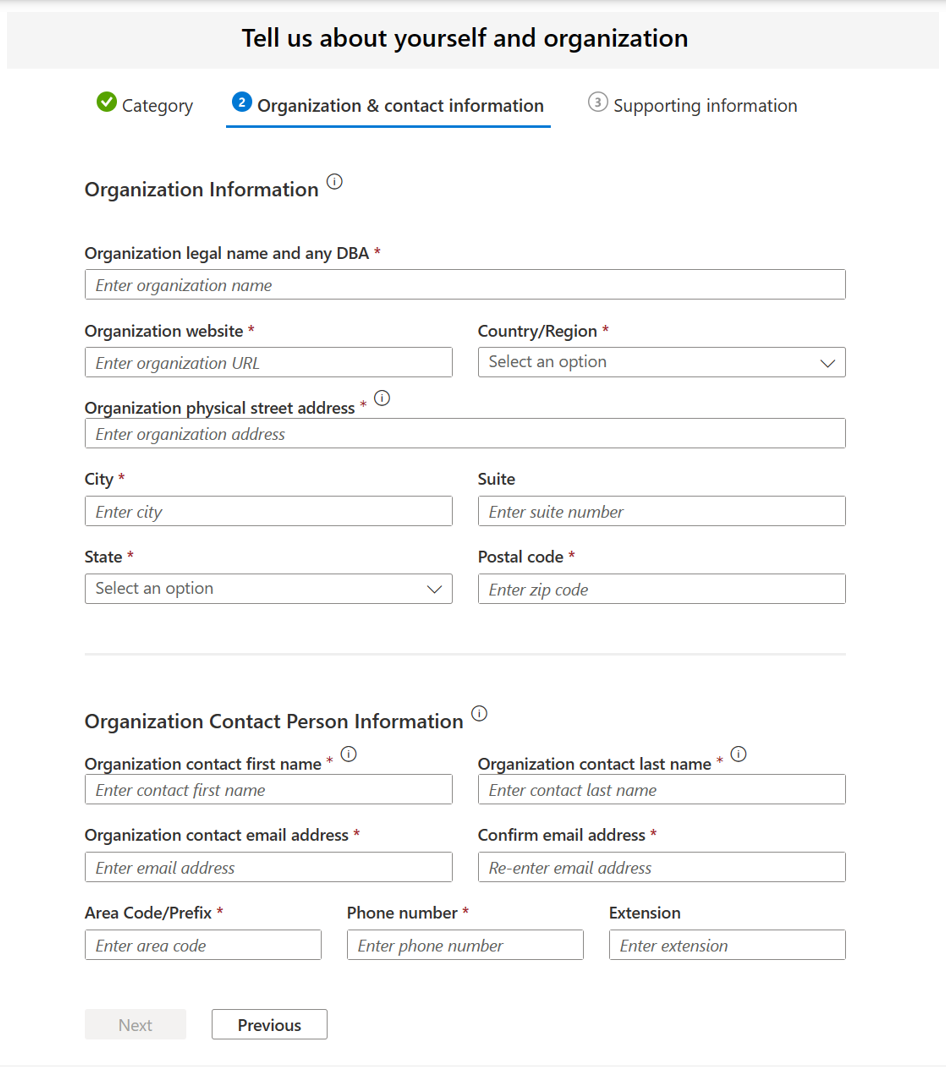 Tell us about yourself and organization
Category
2 Organization & contact information
3 Supporting information
Organization Information
Organization legal name and any DBA *
Enter organization name
Organization website * Country/Region *
Enter organization URL Select an option
Organization physical street address *
Enter organization address
City * Suite
Enter city Enter suite number
State * Postal code *
Select an option Enter zip code
Organization Contact Person Information
Organization contact first name * Organization contact last name *
Enter contact first name Enter contact last name
Organization contact email address * Confirm email address *
Enter email address Re-enter email address
Area Code/Prefix * Phone number * Extension
Enter area code Enter phone number Enter extension
Next Previous